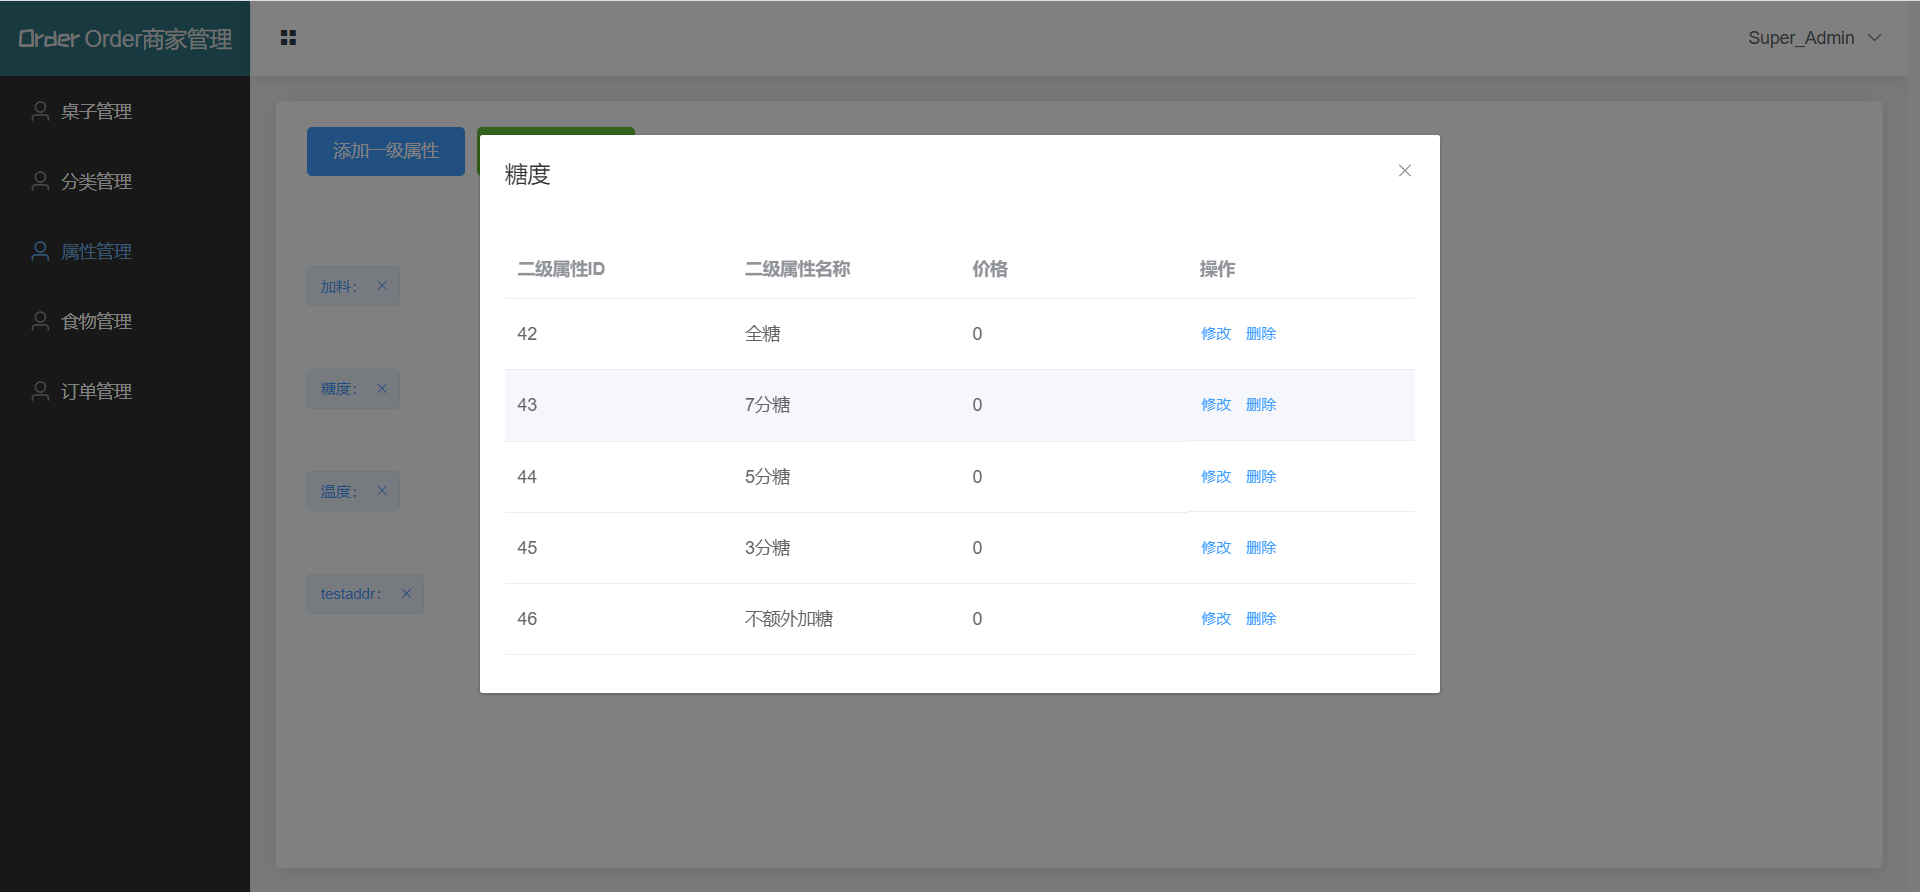 Order Order商家管理
Super_Admin
桌子管理
分类管理
属性管理
食物管理
订单管理
添加一级属性
加料：
糖度：
温度：
testaddr：
糖度
二级属性ID 二级属性名称 价格 操作
42 全糖 0 修改 删除
43 7分糖 0 修改 删除
44 5分糖 0 修改 删除
45 3分糖 0 修改 删除
46 不额外加糖 0 修改 删除